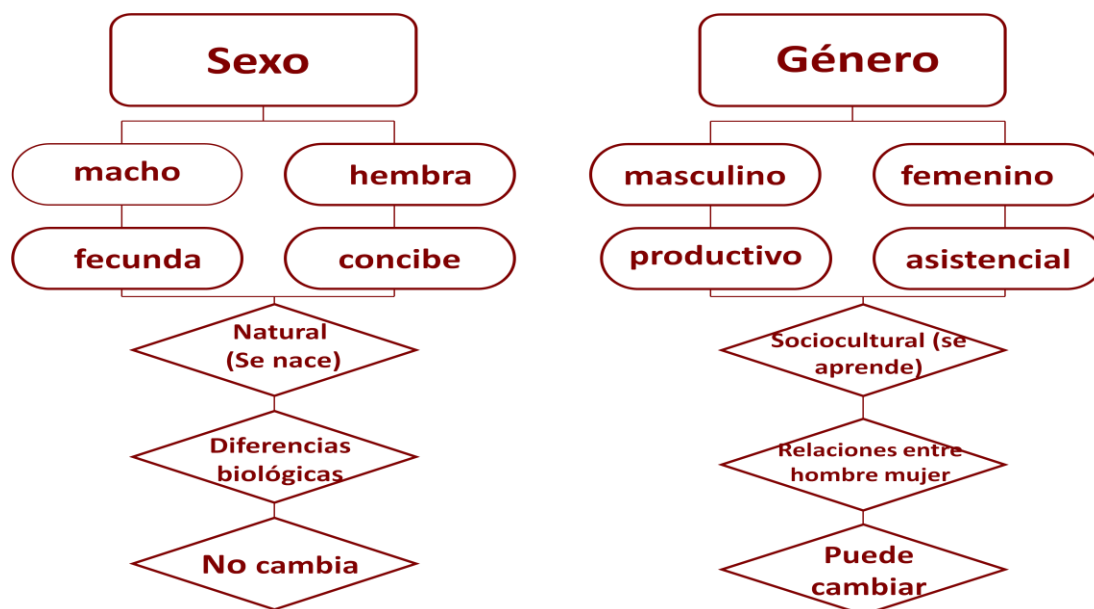 Sexo
macho
hembra
fecunda
concibe
Natural
(Se nace)
Diferencias
biológicas
No cambia
Género
masculino
femenino
productivo
asistencial
Sociocultural (se
aprende)
Relaciones entre
hombre mujer
Puede
cambiar